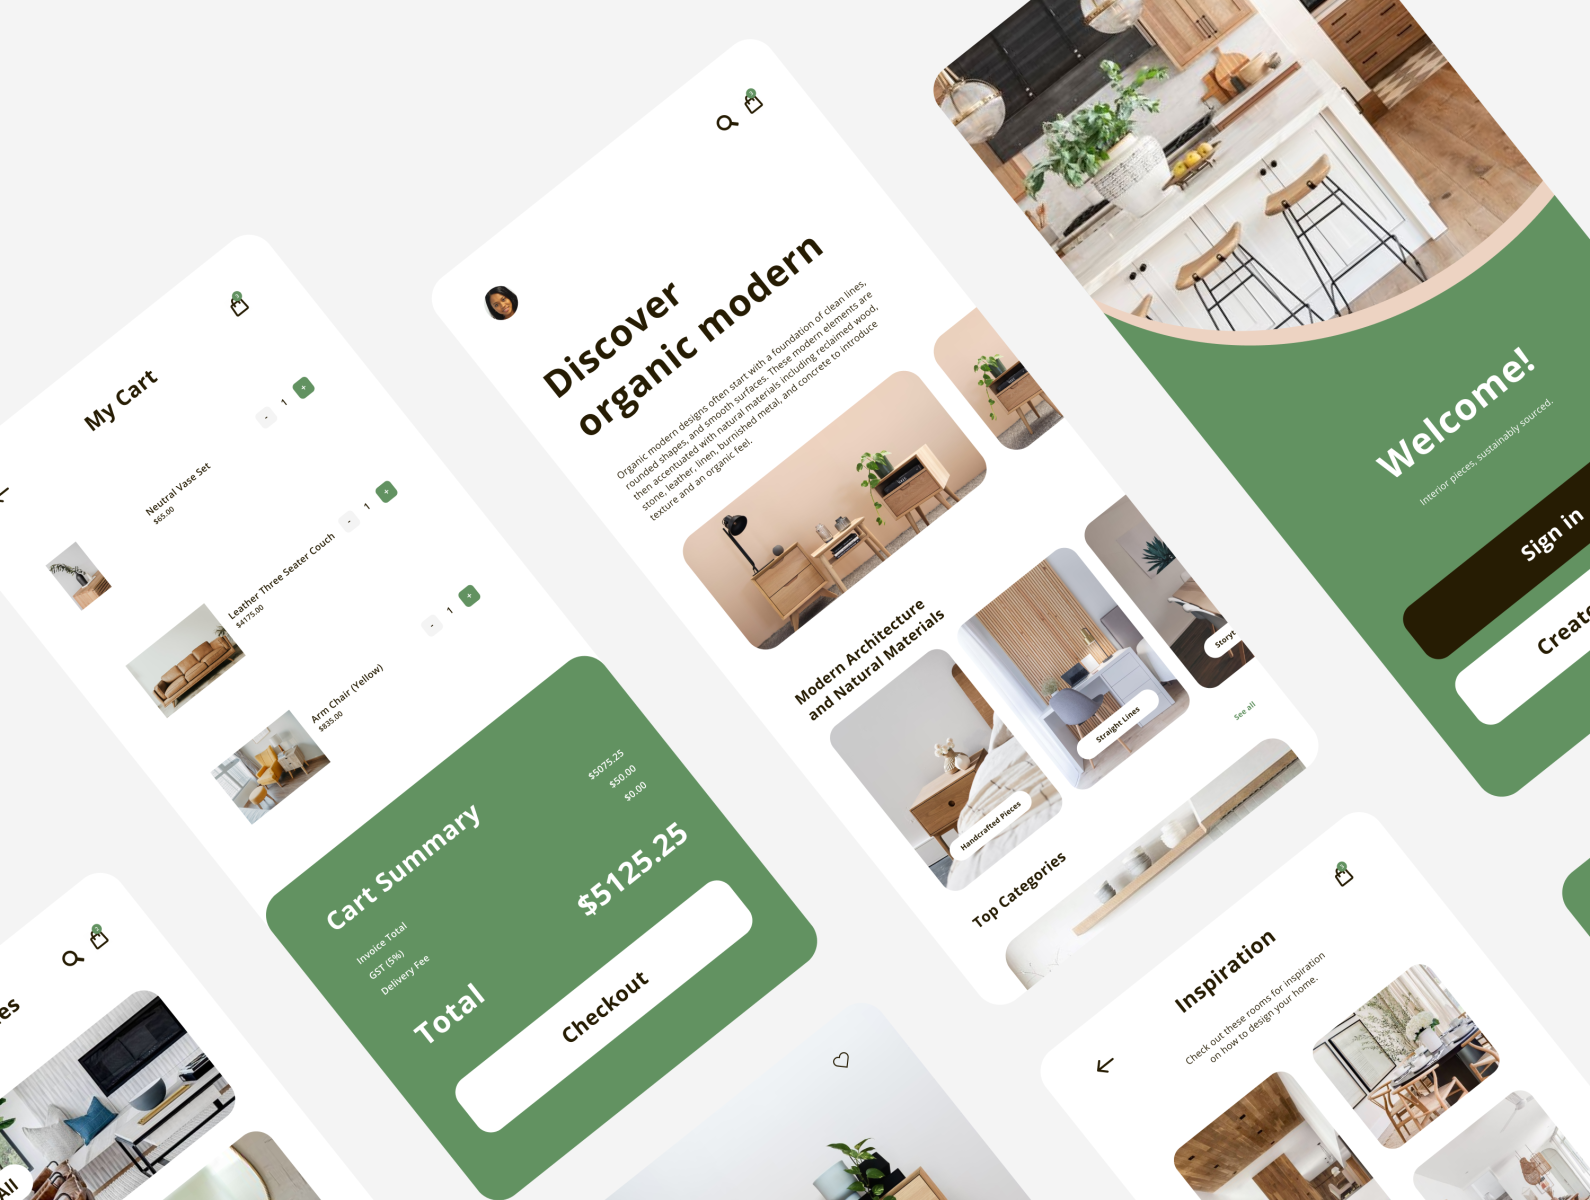 My Cart
Neutral Vase Set
$65.00
-
1
+
Leather Three Seater Couch
$4175.00
-
1
+
Arm Chair (Yellow)
$835.00
-
1
+
Cart Summary
Invoice Total
$5075.25
GST (5%)
$50.00
Delivery Fee
$0.00
Total
$5125.25
Checkout
Discover
organic modern
Organic modern designs often start with a foundation of clean lines,
rounded shapes, and smooth surfaces. These modern elements are
then accentuated with natural materials including reclaimed wood,
stone, leather, linen, burnished metal, and concrete to introduce
texture and an organic feel.
Modern Architecture
and Natural Materials
Handcrafted Pieces
Straight Lines
Storyt
Top Categories
See all
Welcome!
Interior pieces, sustainably sourced.
Sign in
Create
Inspiration
Check out these rooms for inspiration
on how to design your home.
es
All